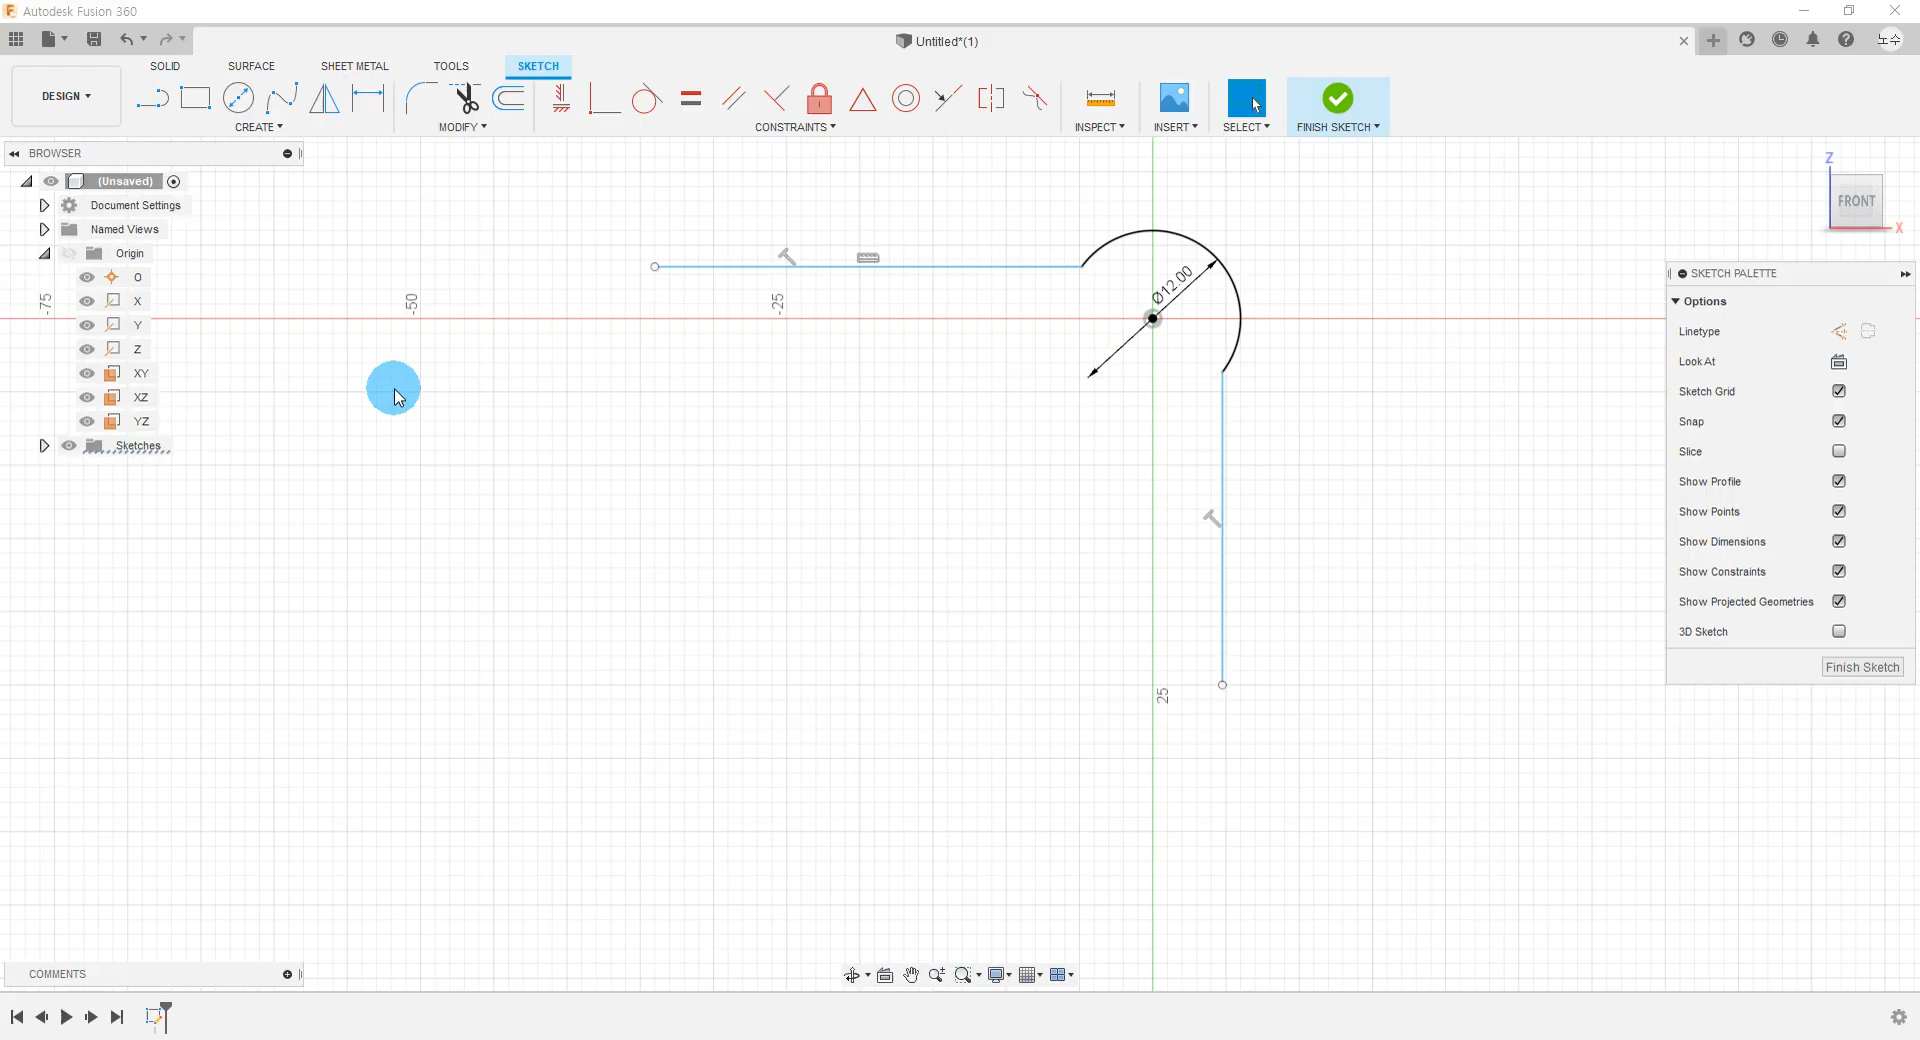 Autodesk Fusion 360
Untitled*(1)
노수
SOLID SURFACE SHEET METAL TOOLS SKETCH
DESIGN
CREATE MODIFY CONSTRAINTS INSPECT INSERT SELECT FINISH SKETCH
BROWSER
(Unsaved)
Document Settings
Named Views
Origin
O
X
Y
Z
XY
XZ
YZ
Sketches
-75
-50
-25
Ø12.00
25
Z
FRONT
X
SKETCH PALETTE
Options
Linetype
Look At
Sketch Grid
Snap
Slice
Show Profile
Show Points
Show Dimensions
Show Constraints
Show Projected Geometries
3D Sketch
Finish Sketch
COMMENTS